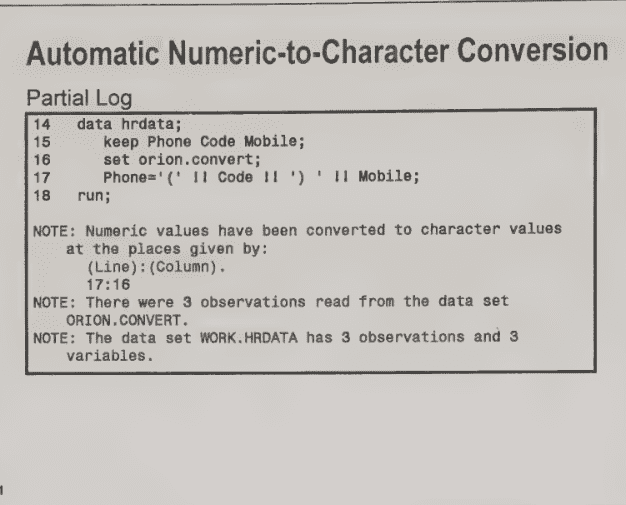 Automatic Numeric-to-Character Conversion
Partial Log
14 data hrdata;
15 keep Phone Code Mobile;
16 set orion.convert;
17 Phone='(' !! Code !! ') ' !! Mobile;
18 run;
NOTE: Numeric values have been converted to character values
at the places given by:
(Line):(Column).
17:16
NOTE: There were 3 observations read from the data set
ORION.CONVERT.
NOTE: The data set WORK.HRDATA has 3 observations and 3
variables.